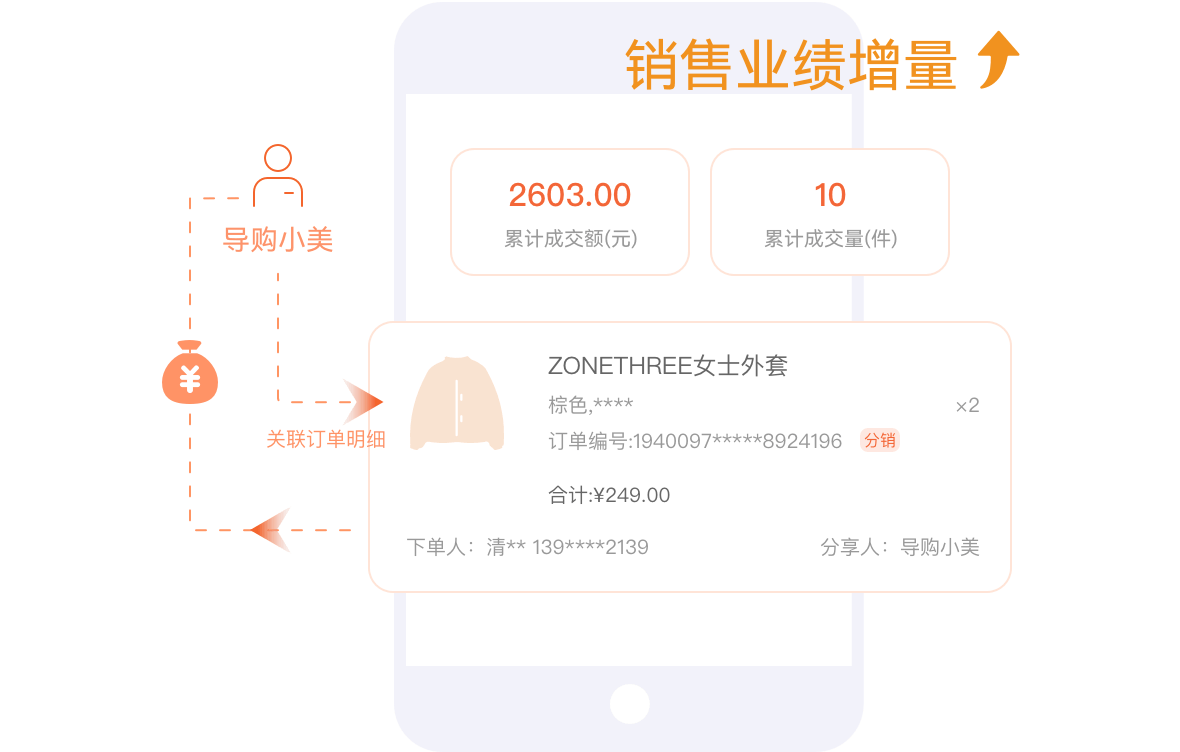 销售业绩增量
2603.00
累计成交额(元)
10
累计成交量(件)
导购小美
¥
关联订单明细
ZONETHREE女士外套
棕色,****
×2
订单编号:1940097*****8924196 分销
合计:¥249.00
下单人：清** 139****2139
分享人：导购小美